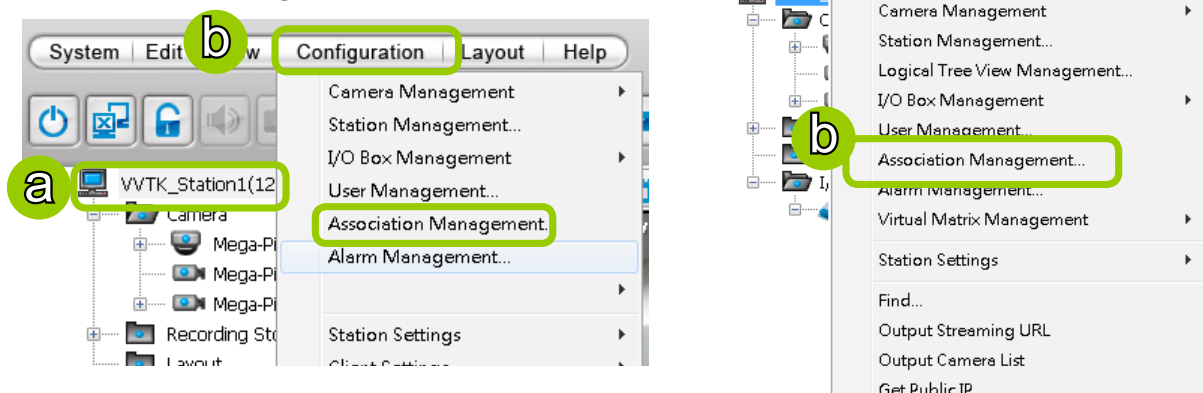 System Edit w Configuration Layout Help
b
Camera Management
Station Management...
I/O Box Management
User Management...
Association Management.
Alarm Management...
Station Settings
a
VVTK_Station1(12
Camera
Mega-Pi
Mega-Pi
Mega-Pi
Recording Sto
Layout
Camera Management
Station Management...
Logical Tree View Management...
I/O Box Management
User Management...
b
Association Management...
Alarm Management...
Virtual Matrix Management
Station Settings
Find...
Output Streaming URL
Output Camera List
Get Public IP
C
I/